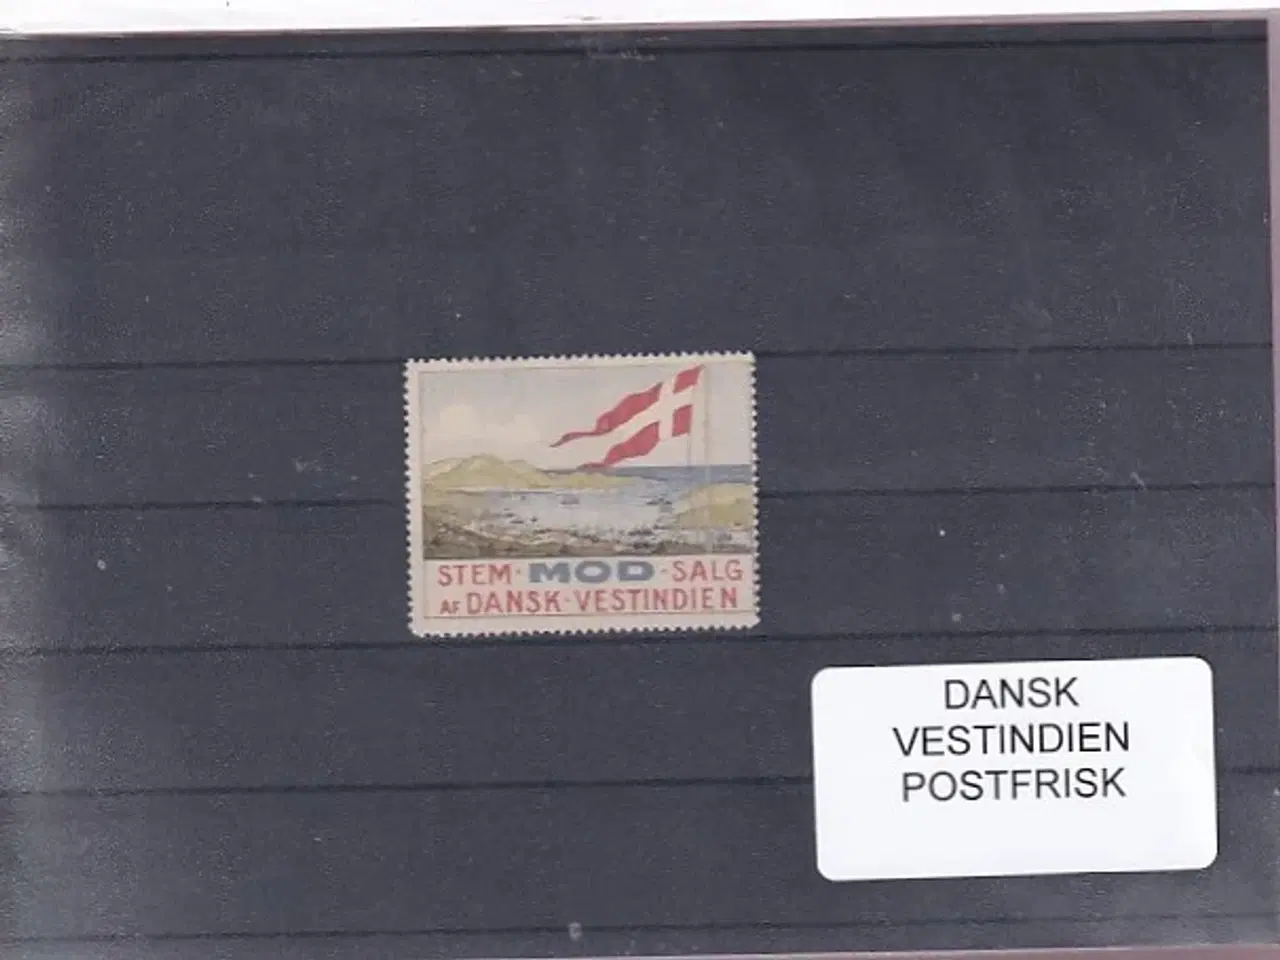 STEM · MOD · SALG
AF DANSK · VESTINDIEN
DANSK
VESTINDIEN
POSTFRISK